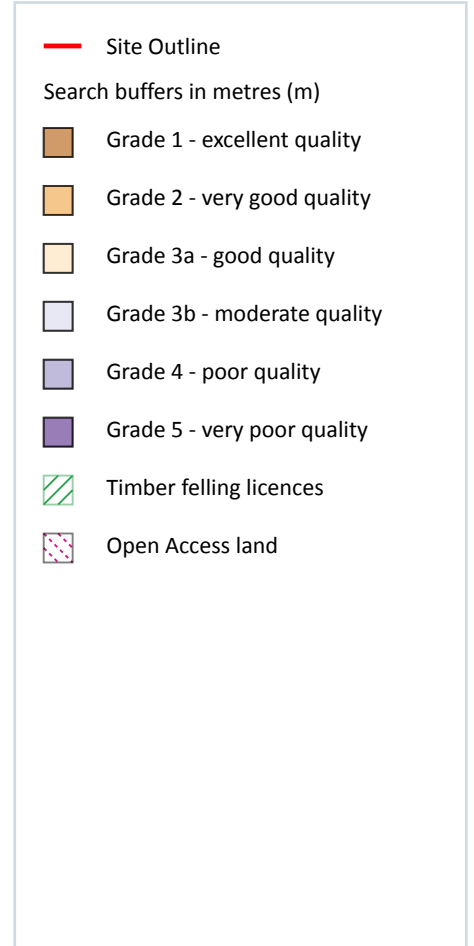 Site Outline
Search buffers in metres (m)
Grade 1 - excellent quality
Grade 2 - very good quality
Grade 3a - good quality
Grade 3b - moderate quality
Grade 4 - poor quality
Grade 5 - very poor quality
Timber felling licences
Open Access land